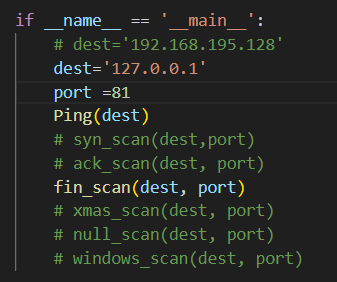 if __name__ == '__main__':
    # dest='192.168.195.128'
    dest='127.0.0.1'
    port =81
    Ping(dest)
    # syn_scan(dest,port)
    # ack_scan(dest, port)
    fin_scan(dest, port)
    # xmas_scan(dest, port)
    # null_scan(dest, port)
    # windows_scan(dest, port)